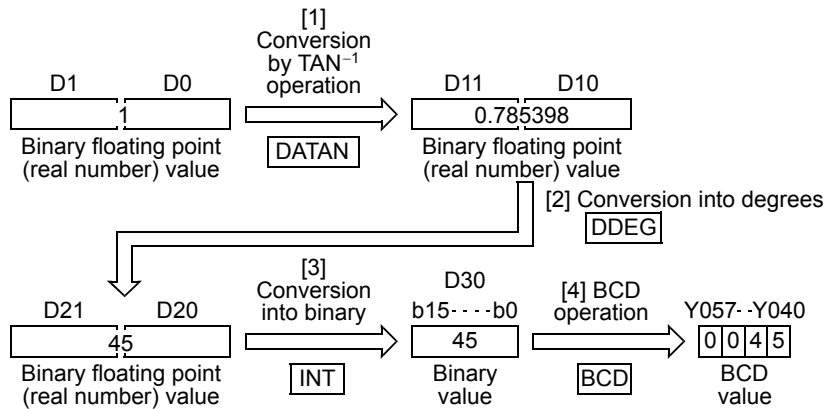 [1]
Conversion
by TAN⁻¹
operation
D1 D0
1
Binary floating point
(real number) value
DATAN
D11 D10
0.785398
Binary floating point
(real number) value
[2] Conversion into degrees
DDEG
D21 D20
45
Binary floating point
(real number) value
[3]
Conversion
into binary
INT
D30
b15----b0
45
Binary
value
[4] BCD
operation
BCD
Y057--Y040
0 0 4 5
BCD
value